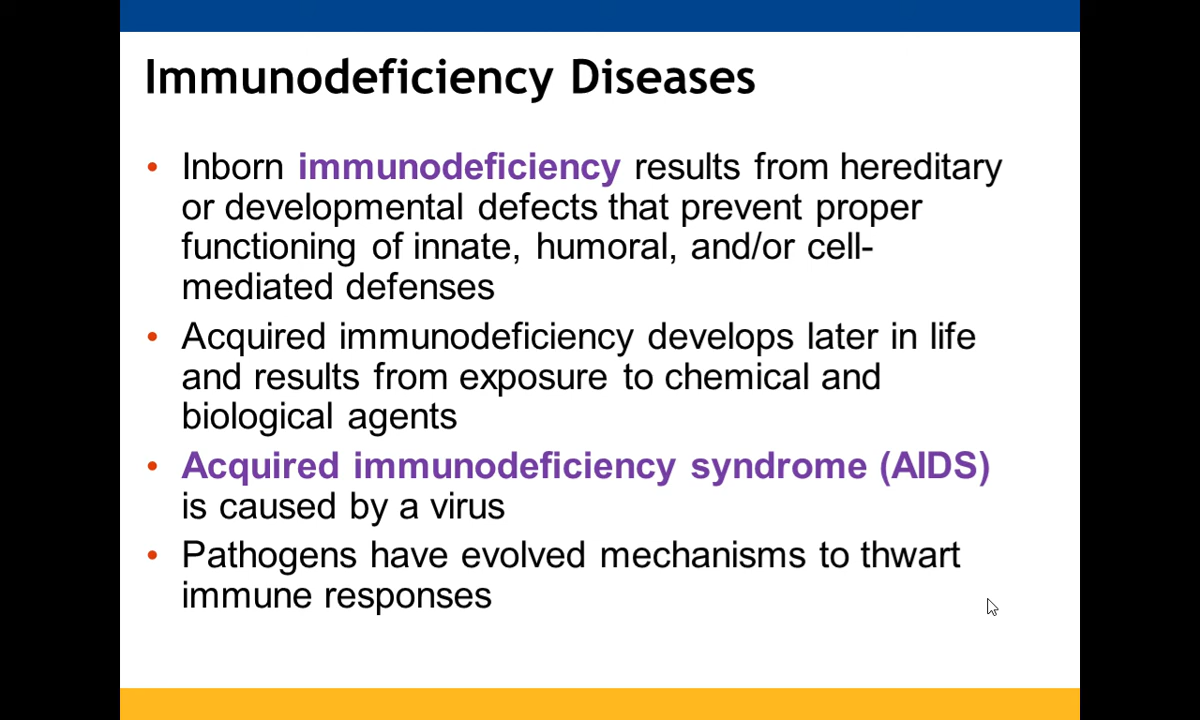 Immunodeficiency Diseases
• Inborn immunodeficiency results from hereditary
or developmental defects that prevent proper
functioning of innate, humoral, and/or cell-
mediated defenses
• Acquired immunodeficiency develops later in life
and results from exposure to chemical and
biological agents
• Acquired immunodeficiency syndrome (AIDS)
is caused by a virus
• Pathogens have evolved mechanisms to thwart
immune responses